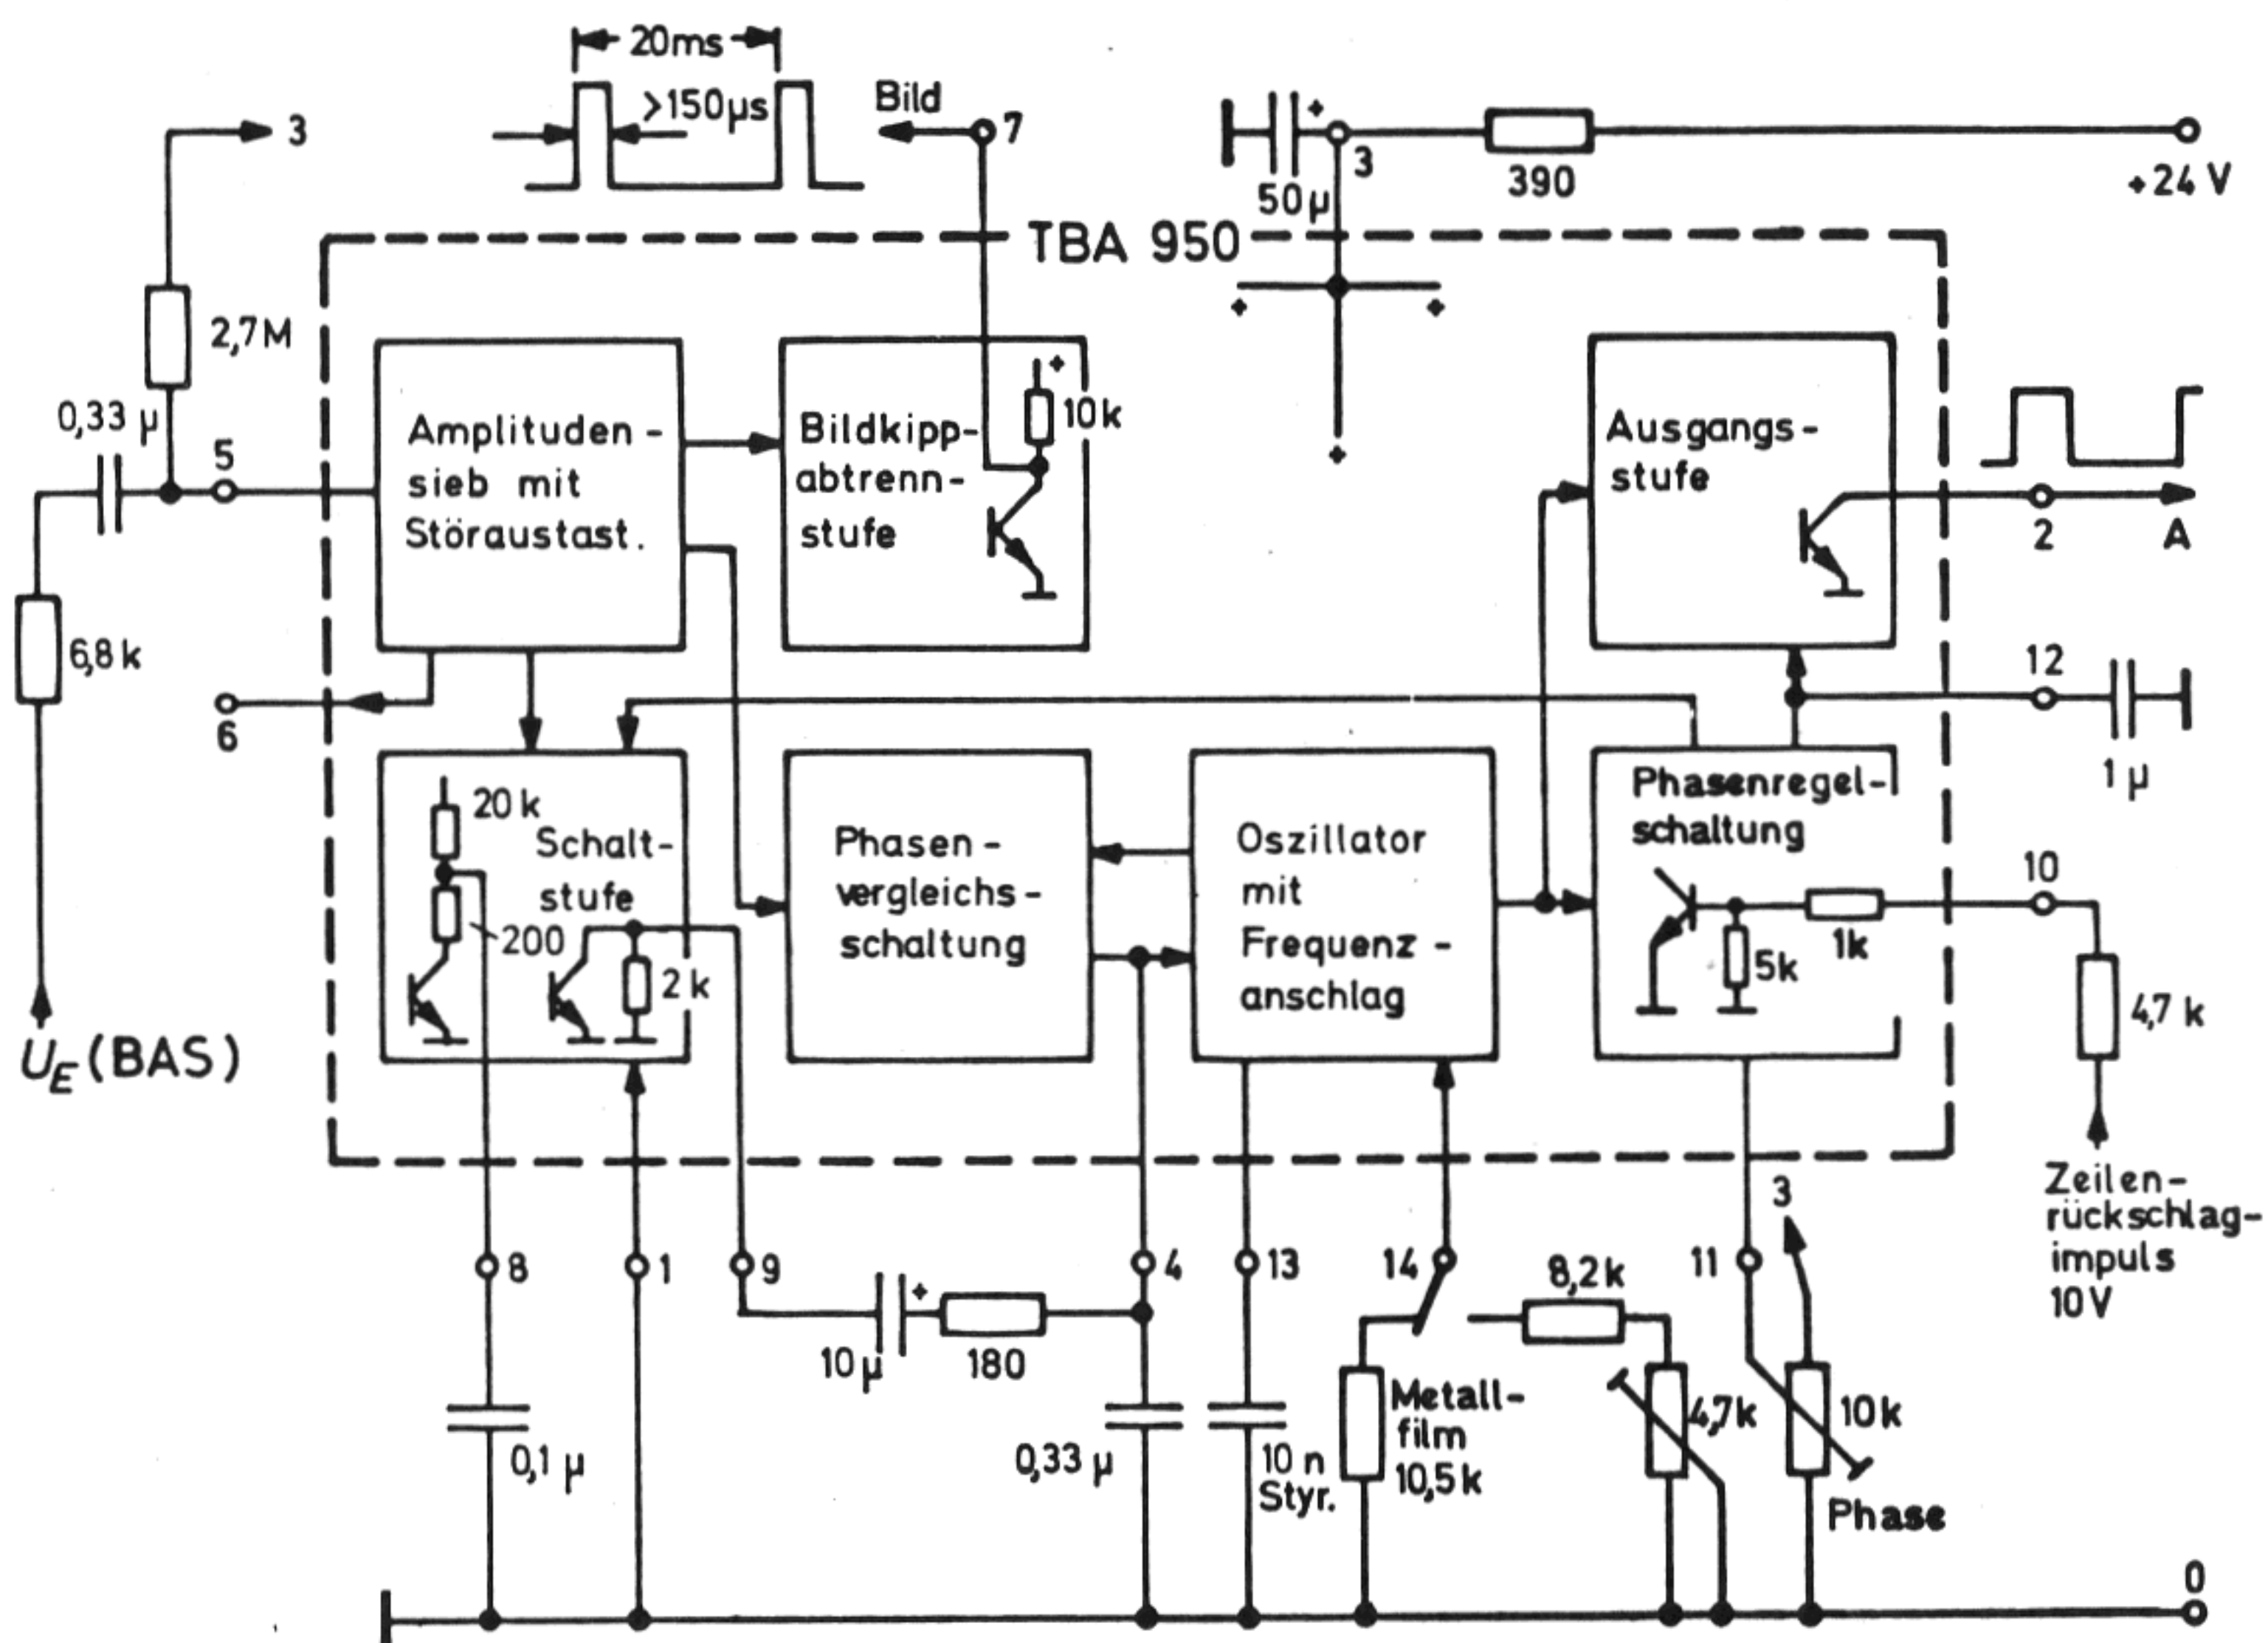 20ms
>150µs
Bild
7
3
3
50µ
390
+24 V
TBA 950
2,7M
0,33 µ
5
6,8k
6
UE (BAS)
Amplituden-
sieb mit
Störaustast.
Bildkipp-
abtrenn-
stufe
+
10k
+
+
+
+
Ausgangs-
stufe
2
A
12
1 µ
20k
Schalt-
stufe
200
2k
Phasen-
vergleichs-
schaltung
Oszillator
mit
Frequenz-
anschlag
Phasenregel-
schaltung
5k
1k
10
4,7 k
Zeilen-
rückschlag-
impuls
10V
8
1
9
4
13
14
11
3
+
10µ
180
8,2k
0,1 µ
0,33 µ
10 n
Styr.
Metall-
film
10,5k
4,7k
10k
Phase
0